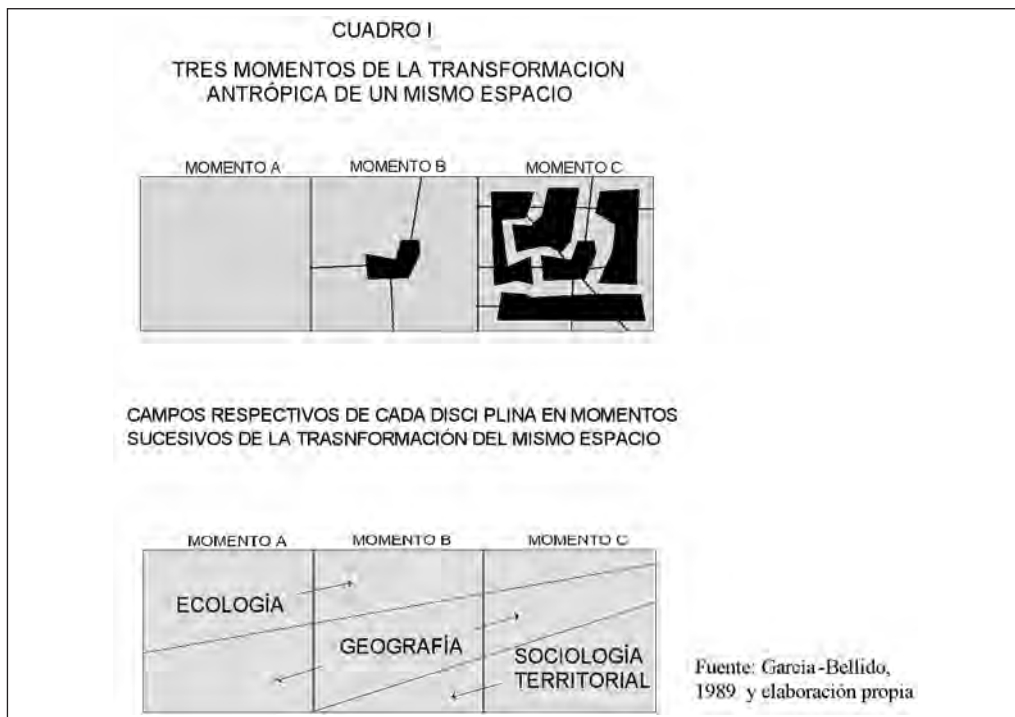 CUADRO I
TRES MOMENTOS DE LA TRANSFORMACION
ANTRÓPICA DE UN MISMO ESPACIO
MOMENTO A MOMENTO B MOMENTO C
CAMPOS RESPECTIVOS DE CADA DISCI PLINA EN MOMENTOS
SUCESIVOS DE LA TRASNFORMACIÓN DEL MISMO ESPACIO
MOMENTO A MOMENTO B MOMENTO C
ECOLOGÍA
GEOGRAFÍA
SOCIOLOGÍA
TERRITORIAL
Fuente: Garcia-Bellido,
1989 y elaboración propia